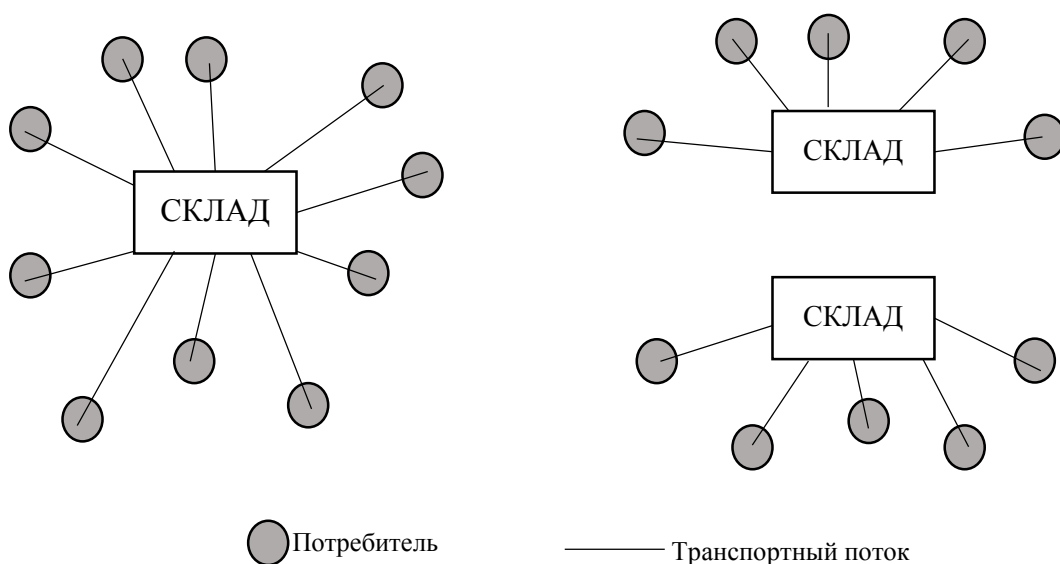 СКЛАД
СКЛАД
СКЛАД
Потребитель
Транспортный поток